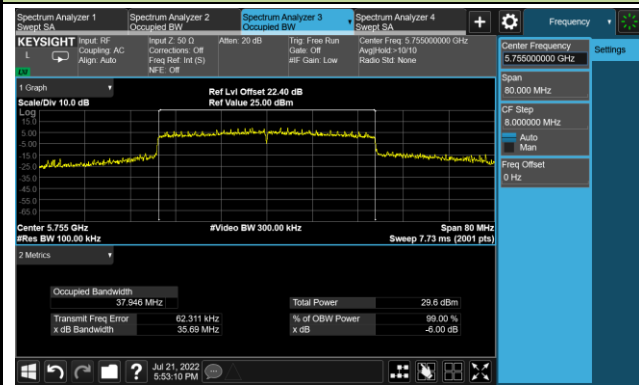 Spectrum Analyzer 1
Swept SA
Spectrum Analyzer 2
Occupied BW
Spectrum Analyzer 3
Occupied BW
Spectrum Analyzer 4
Swept SA
+
Frequency
KEYSIGHT
L
Input: RF
Coupling: AC
Align: Auto
Input Z: 50 Ω
Corrections: Off
Freq Ref: Int (S)
NFE: Off
Atten: 20 dB
Trig: Free Run
Gate: Off
#IF Gain: Low
Center Freq: 5.755000000 GHz
Avg|Hold:>10/10
Radio Std: None
Center Frequency
5.755000000 GHz
Settings
Span
80.000 MHz
CF Step
8.000000 MHz
Auto
Man
Freq Offset
0 Hz
1 Graph
Scale/Div 10.0 dB
Ref Lvl Offset 22.40 dB
Ref Value 25.00 dBm
Log
15.0
5.00
-5.00
-15.0
-25.0
-35.0
-45.0
-55.0
-65.0
Center 5.755 GHz
#Res BW 100.00 kHz
#Video BW 300.00 kHz
Span 80 MHz
Sweep 7.73 ms (2001 pts)
2 Metrics
Occupied Bandwidth
37.946 MHz
Total Power 29.6 dBm
Transmit Freq Error 62.311 kHz
% of OBW Power 99.00 %
x dB Bandwidth 35.69 MHz
x dB -6.00 dB
?
Jul 21, 2022
5:53:10 PM